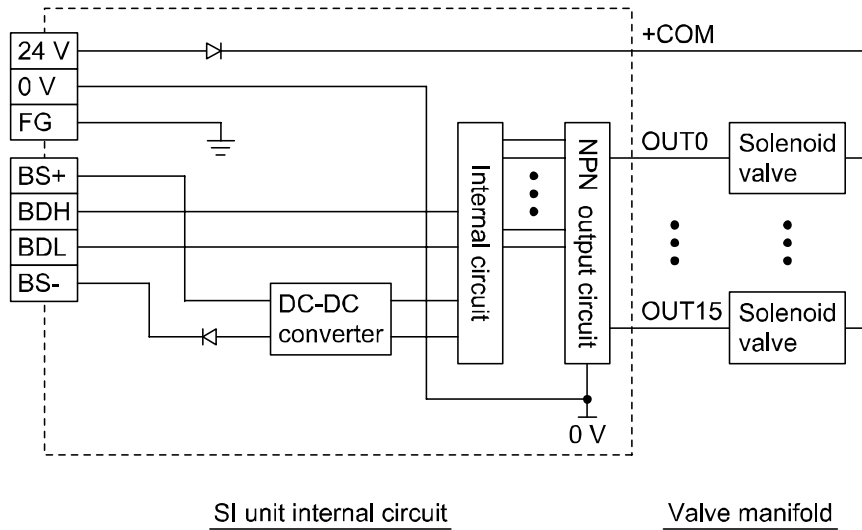 24 V
0 V
FG
BS+
BDH
BDL
BS-
DC-DC
converter
Internal circuit
NPN output circuit
0 V
+COM
OUT0
Solenoid
valve
OUT15
Solenoid
valve
SI unit internal circuit
Valve manifold